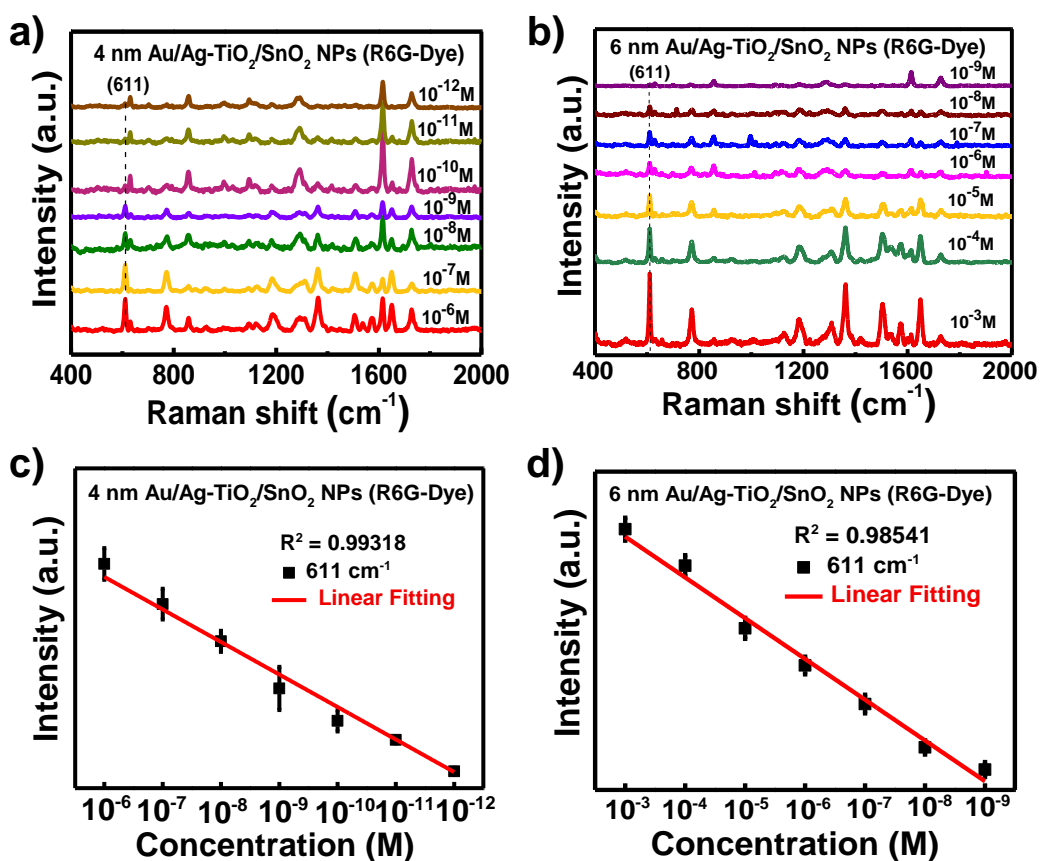 a)
4 nm Au/Ag-TiO₂/SnO₂ NPs (R6G-Dye)
(611)
10⁻¹²M
10⁻¹¹M
10⁻¹⁰M
10⁻⁹M
10⁻⁸M
10⁻⁷M
10⁻⁶M
Intensity (a.u.)
400 800 1200 1600 2000
Raman shift (cm⁻¹)
b)
6 nm Au/Ag-TiO₂/SnO₂ NPs (R6G-Dye)
(611)
10⁻⁹M
10⁻⁸M
10⁻⁷M
10⁻⁶M
10⁻⁵M
10⁻⁴M
10⁻³M
Intensity (a.u.)
400 800 1200 1600 2000
Raman shift (cm⁻¹)
c)
4 nm Au/Ag-TiO₂/SnO₂ NPs (R6G-Dye)
R² = 0.99318
611 cm⁻¹
Linear Fitting
Intensity (a.u.)
10⁻⁶ 10⁻⁷ 10⁻⁸ 10⁻⁹ 10⁻¹⁰ 10⁻¹¹ 10⁻¹²
Concentration (M)
d)
6 nm Au/Ag-TiO₂/SnO₂ NPs (R6G-Dye)
R² = 0.98541
611 cm⁻¹
Linear Fitting
Intensity (a.u.)
10⁻³ 10⁻⁴ 10⁻⁵ 10⁻⁶ 10⁻⁷ 10⁻⁸ 10⁻⁹
Concentration (M)